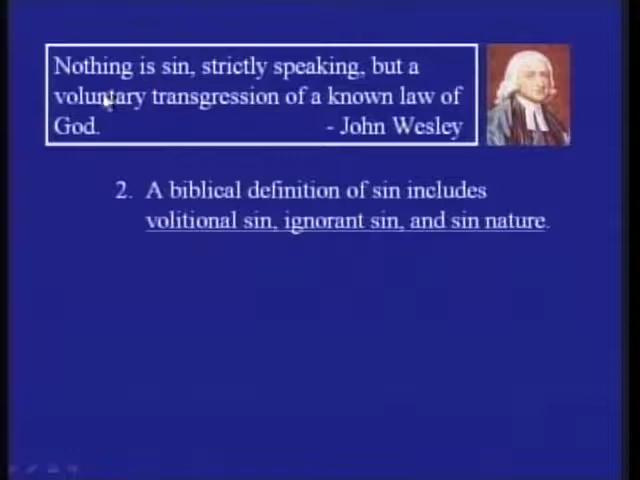 Nothing is sin, strictly speaking, but a
voluntary transgression of a known law of
God. - John Wesley
2. A biblical definition of sin includes
volitional sin, ignorant sin, and sin nature.